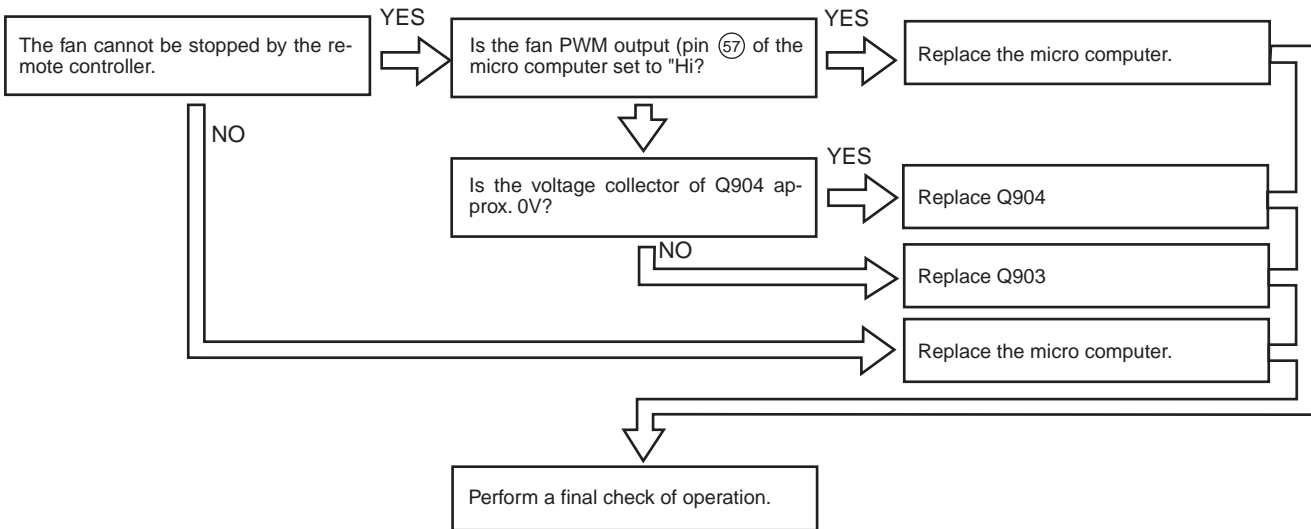 YES
YES
The fan cannot be stopped by the re-
mote controller.
Is the fan PWM output (pin 57 of the
micro computer set to "Hi?
Replace the micro computer.
NO
YES
Is the voltage collector of Q904 ap-
prox. 0V?
Replace Q904
NO
Replace Q903
Replace the micro computer.
Perform a final check of operation.